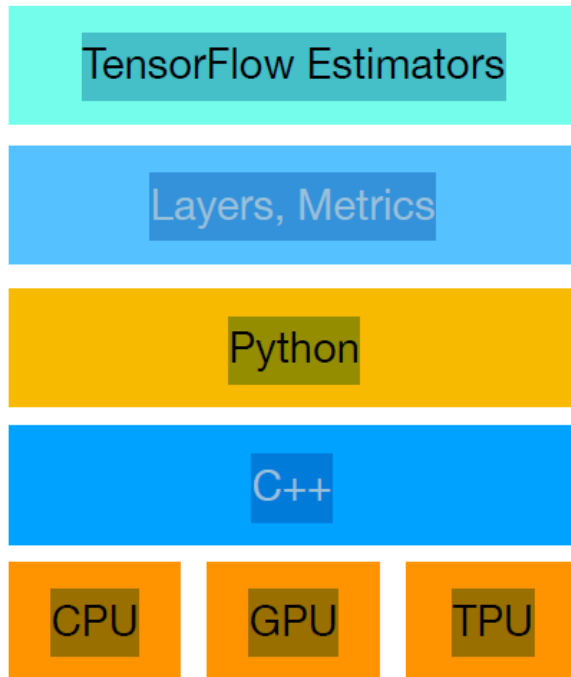 TensorFlow Estimators
Layers, Metrics
Python
C++
CPU
GPU
TPU